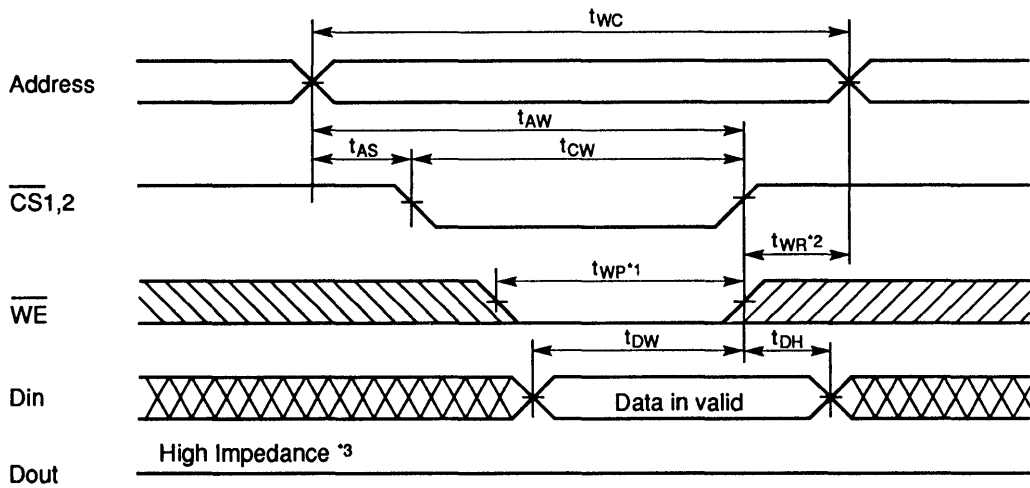 tWC
Address
tAW
tAS
tCW
CS1,2
tWR*2
tWP*1
WE
tDW
tDH
Din
Data in valid
High Impedance *3
Dout